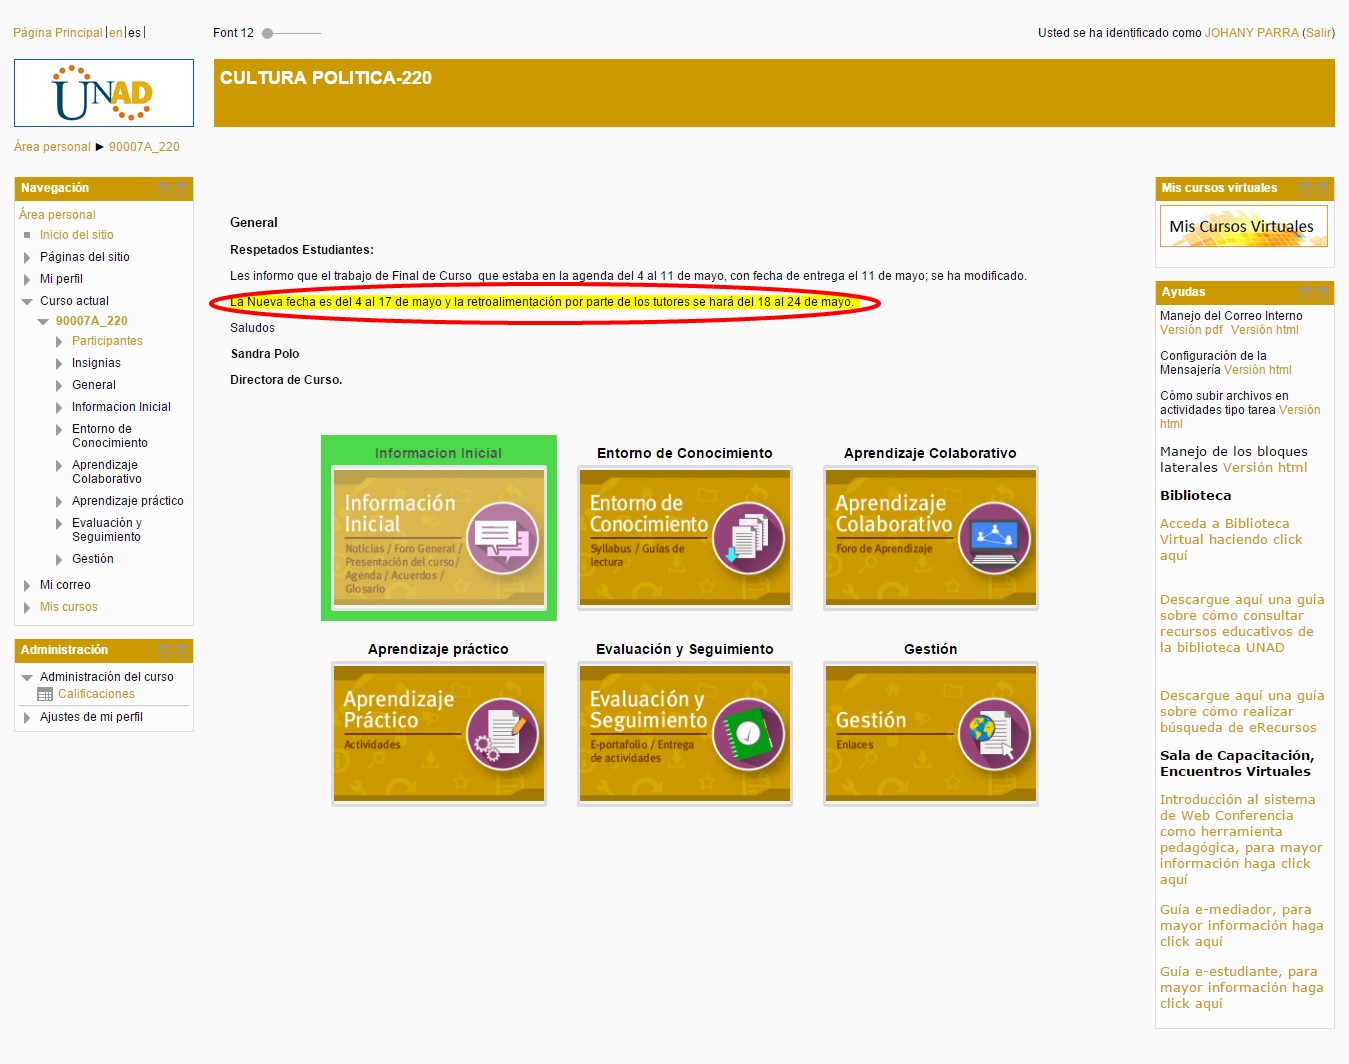 Página Principal | en | es |
Font 12
Usted se ha identificado como JOHANY PARRA (Salir)
UNAD
CULTURA POLITICA-220
Área personal ► 90007A_220
Navegación
Área personal
Inicio del sitio
Páginas del sitio
Mi perfil
Curso actual
90007A_220
Participantes
Insignias
General
Informacion Inicial
Entorno de
Conocimiento
Aprendizaje
Colaborativo
Aprendizaje práctico
Evaluación y
Seguimiento
Gestión
Mi correo
Mis cursos
Administración
Administración del curso
Calificaciones
Ajustes de mi perfil
General
Respetados Estudiantes:
Les informo que el trabajo de Final de Curso que estaba en la agenda del 4 al 11 de mayo, con fecha de entrega el 11 de mayo; se ha modificado.
La Nueva fecha es del 4 al 17 de mayo y la retroalimentación por parte de los tutores se hará del 18 al 24 de mayo.
Saludos
Sandra Polo
Directora de Curso.
Informacion Inicial
Información
Inicial
Noticias / Foro General /
Presentación del curso/
Agenda / Acuerdos /
Glosario
Entorno de Conocimiento
Entorno de
Conocimiento
Syllabus / Guías de
lectura
Aprendizaje Colaborativo
Aprendizaje
Colaborativo
Foro de Aprendizaje
Aprendizaje práctico
Aprendizaje
Práctico
Actividades
Evaluación y Seguimiento
Evaluación y
Seguimiento
E-portafolio / Entrega
de actividades
Gestión
Gestión
Enlaces
Mis cursos virtuales
Mis Cursos Virtuales
Ayudas
Manejo del Correo Interno
Versión pdf Versión html
Configuración de la
Mensajería Versión html
Cómo subir archivos en
actividades tipo tarea Versión
html
Manejo de los bloques
laterales Versión html
Biblioteca
Acceda a Biblioteca
Virtual haciendo click
aquí
Descargue aquí una guia
sobre cómo consultar
recursos educativos de
la biblioteca UNAD
Descargue aquí una guía
sobre cómo realizar
búsqueda de eRecursos
Sala de Capacitación,
Encuentros Virtuales
Introducción al sistema
de Web Conferencia
como herramienta
pedagógica, para mayor
información haga click
aquí
Guía e-mediador, para
mayor información haga
click aquí
Guía e-estudiante, para
mayor información haga
click aquí